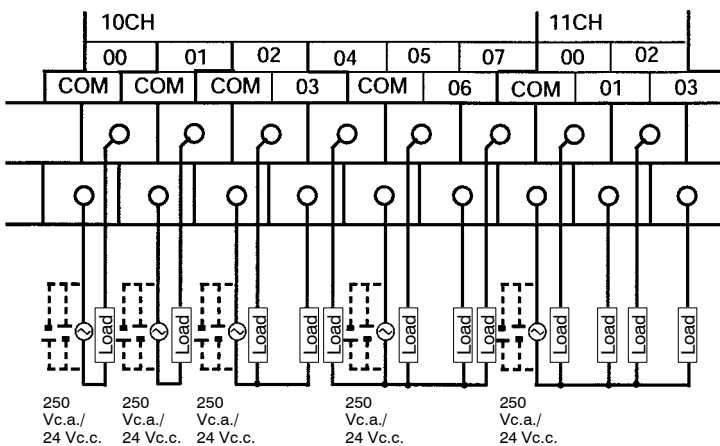 10CH 11CH
00 01 02 04 05 07 00 02
COM COM COM 03 COM 06 COM 01 03
Load Load Load Load Load Load Load Load Load Load Load Load
250 250 250 250 250
Vc.a./ Vc.a./ Vc.a./ Vc.a./ Vc.a./
24 Vc.c. 24 Vc.c. 24 Vc.c. 24 Vc.c. 24 Vc.c.